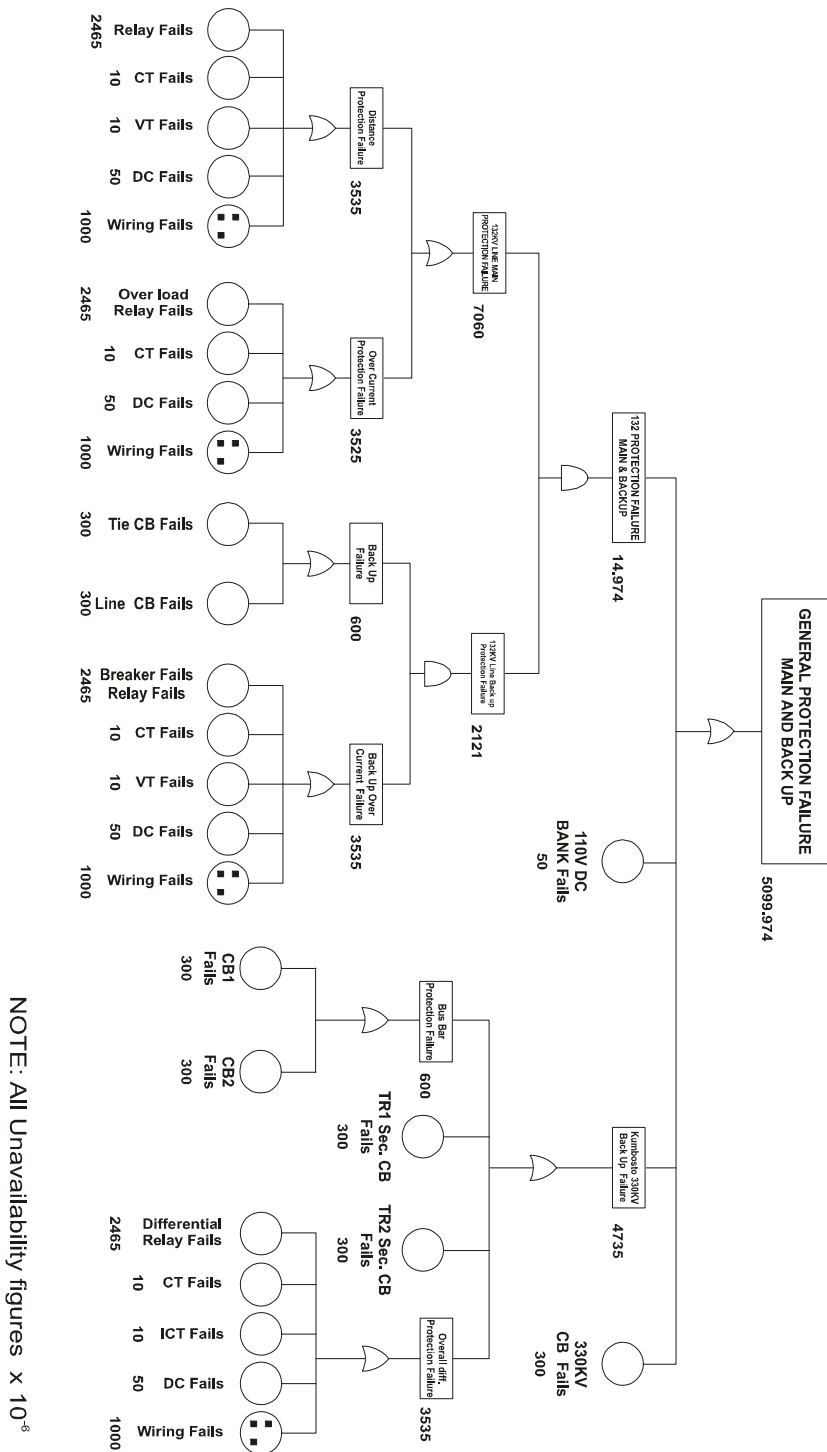 GENERAL PROTECTION FAILURE
MAIN AND BACK UP
5099.974
132 PROTECTION FAILURE
MAIN & BACKUP
14.974
110V DC
BANK Fails
50
Kumbosto 330KV
Back Up Failure
4735
330KV
CB Fails
300
132KV LINE MAIN
PROTECTION FAILURE
7060
132KV Line Back up
Protection Failure
2121
Bus Bar
Protection Failure
600
TR1 Sec. CB
Fails
300
TR2 Sec. CB
Fails
300
Overall diff.
Protection Failure
3535
Distance
Protection Failure
3535
Over Current
Protection Failure
3525
Back Up
Failure
600
Back Up Over
Current Failure
3535
Relay Fails
2465
CT Fails
10
VT Fails
10
DC Fails
50
Wiring Fails
1000
Over load
Relay Fails
2465
CT Fails
10
DC Fails
50
Wiring Fails
1000
Tie CB Fails
300
Line CB Fails
300
Breaker Fails
Relay Fails
2465
CT Fails
10
VT Fails
10
DC Fails
50
Wiring Fails
1000
CB1
Fails
300
CB2
Fails
300
Differential
Relay Fails
2465
CT Fails
10
ICT Fails
10
DC Fails
50
Wiring Fails
1000
NOTE: All Unavailability figures x 10⁻⁶